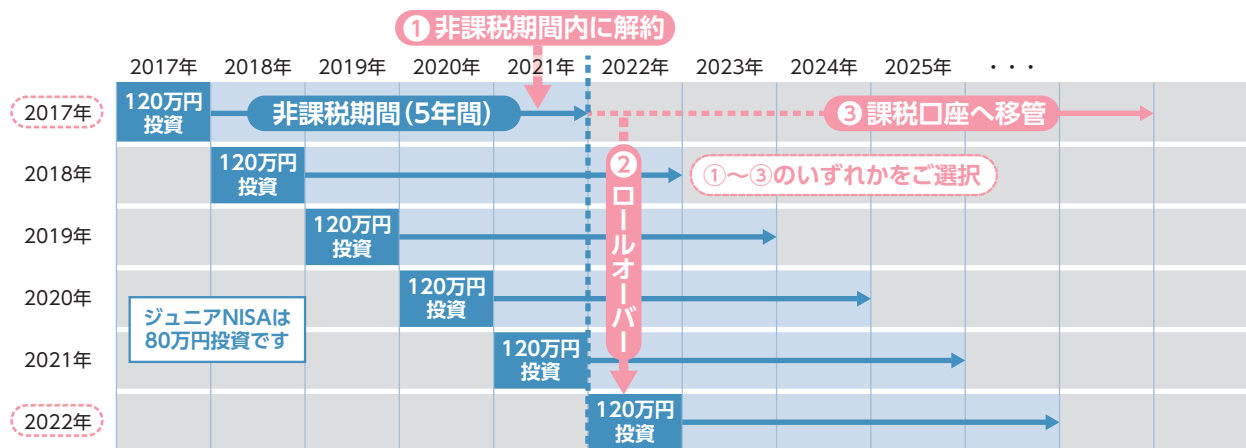 ①非課税期間内に解約
2017年 2018年 2019年 2020年 2021年 2022年 2023年 2024年 2025年 ・・・
2017年
120万円
投資
非課税期間(5年間)
③課税口座へ移管
2018年
120万円
投資
②ロールオーバー
①～③のいずれかをご選択
2019年
120万円
投資
2020年
120万円
投資
ジュニアNISAは
80万円投資です
2021年
120万円
投資
2022年
120万円
投資